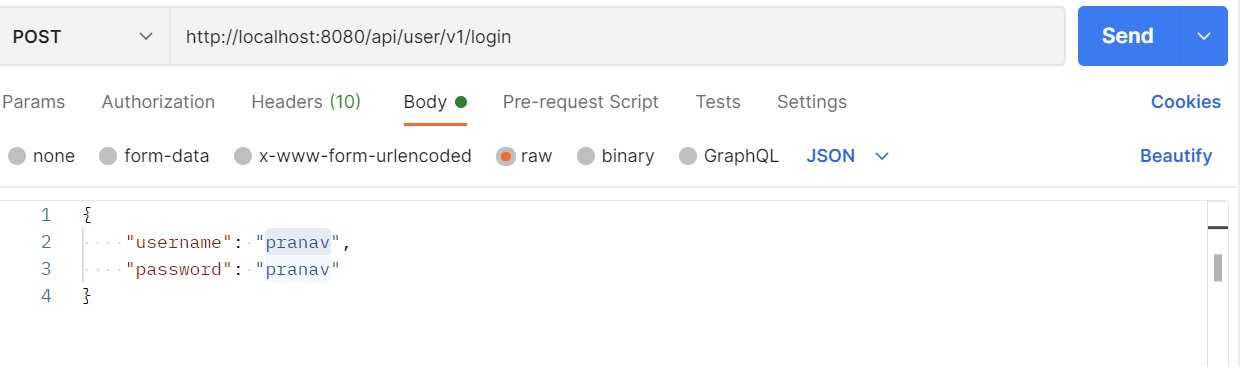 POST http://localhost:8080/api/user/v1/login Send
Params Authorization Headers (10) Body Pre-request Script Tests Settings Cookies
none form-data x-www-form-urlencoded raw binary GraphQL JSON Beautify
1 {
2 "username": "pranav",
3 "password": "pranav"
4 }